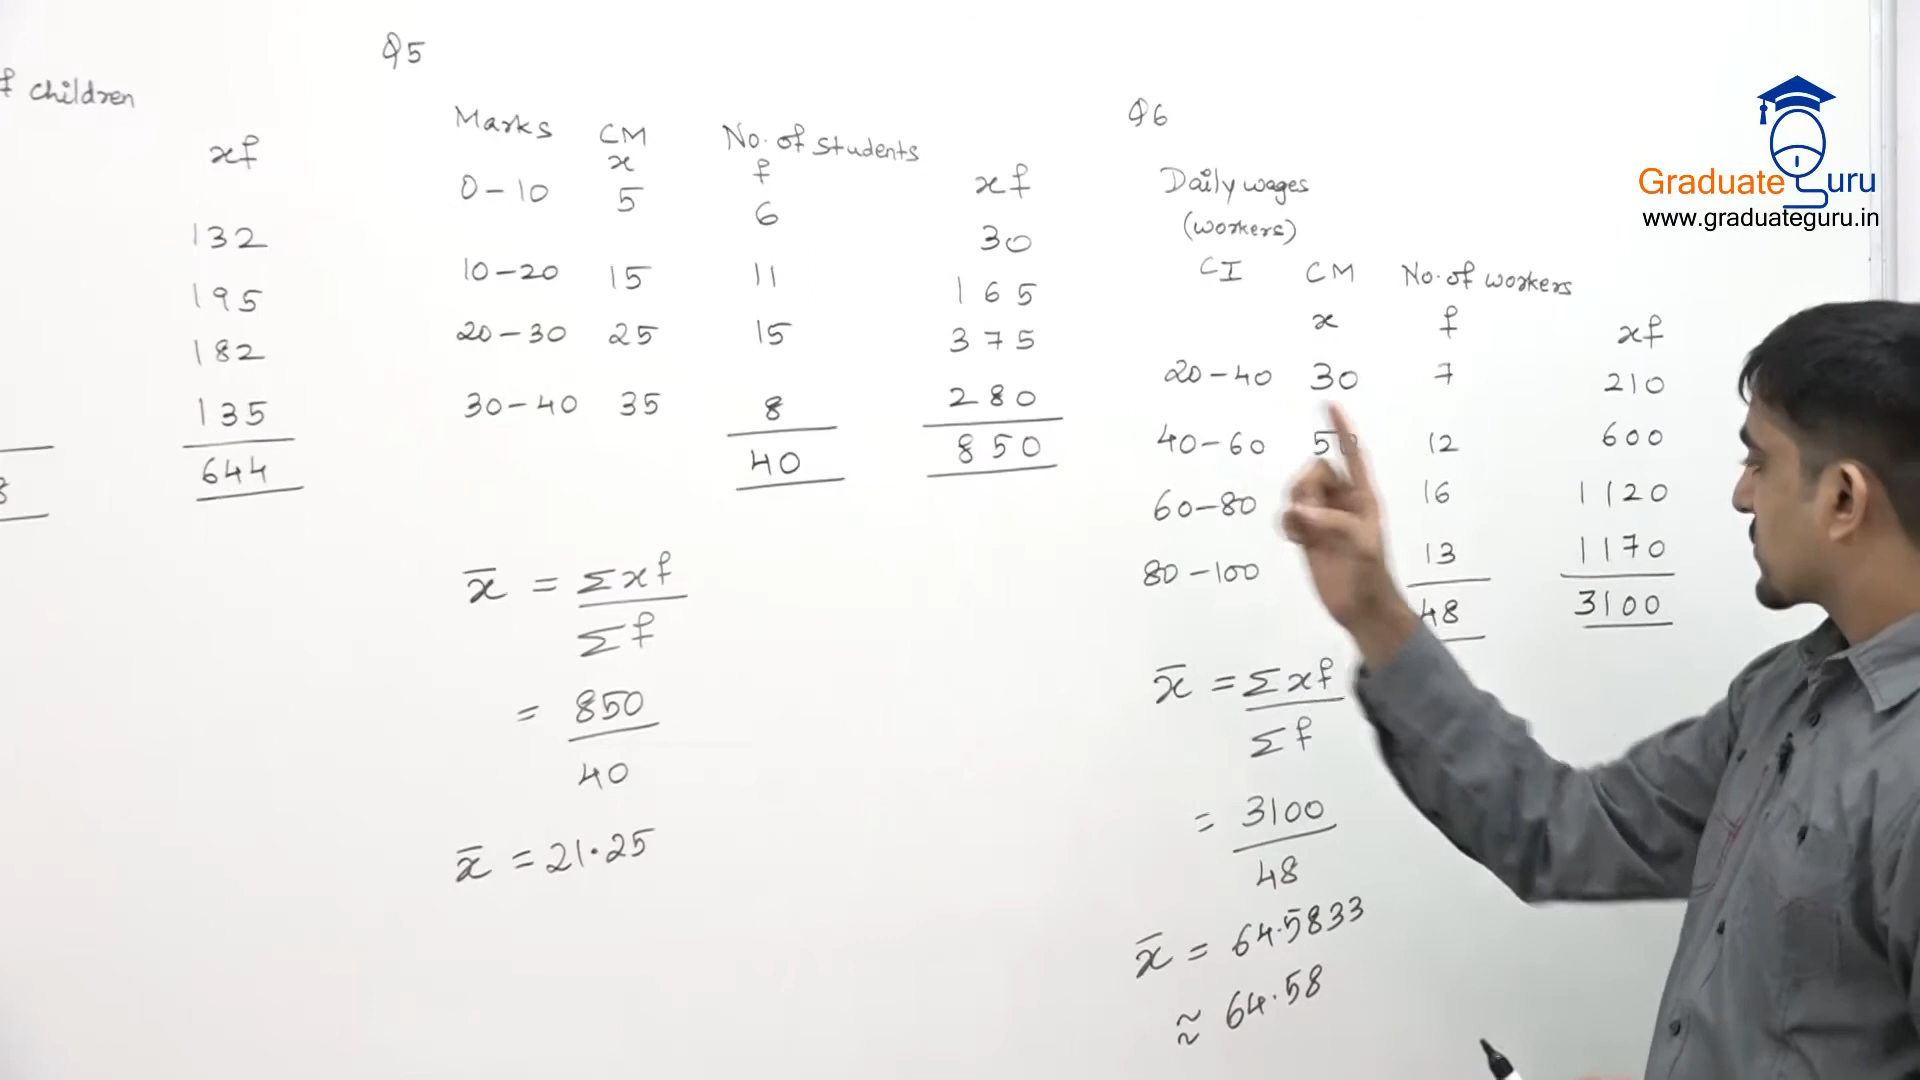 f children
xf
132
195
182
135
644
Q5
Marks CM No. of students
x f xf
0-10 5 6 30
10-20 15 11 165
20-30 25 15 375
30-40 35 8 280
40 850
x̄ = Σxf
Σf
= 850
40
x̄ = 21.25
Q6
Daily wages
(workers)
CI CM No. of workers
x f xf
20-40 30 7 210
40-60 50 12 600
60-80 16 1120
80-100 13 1170
48 3100
x̄ = Σxf
Σf
= 3100
48
x̄ = 64.5833
≈ 64.58
Graduate Guru
www.graduateguru.in